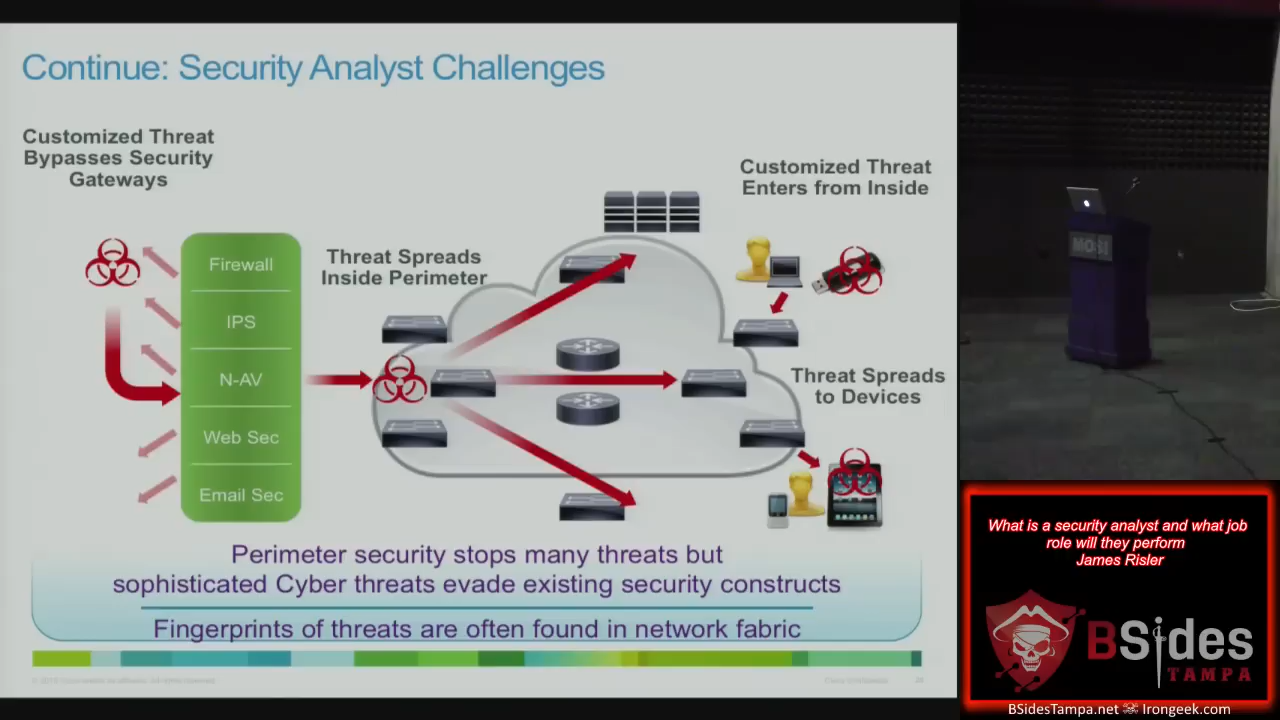 Continue: Security Analyst Challenges
Customized Threat
Bypasses Security
Gateways
Customized Threat
Enters from Inside
Threat Spreads
Inside Perimeter
Firewall
IPS
N-AV
Web Sec
Email Sec
Threat Spreads
to Devices
Perimeter security stops many threats but
sophisticated Cyber threats evade existing security constructs
Fingerprints of threats are often found in network fabric
MOSI
What is a security analyst and what job
role will they perform
James Risler
BSides
TAMPA
BSidesTampa.net
Irongeek.com